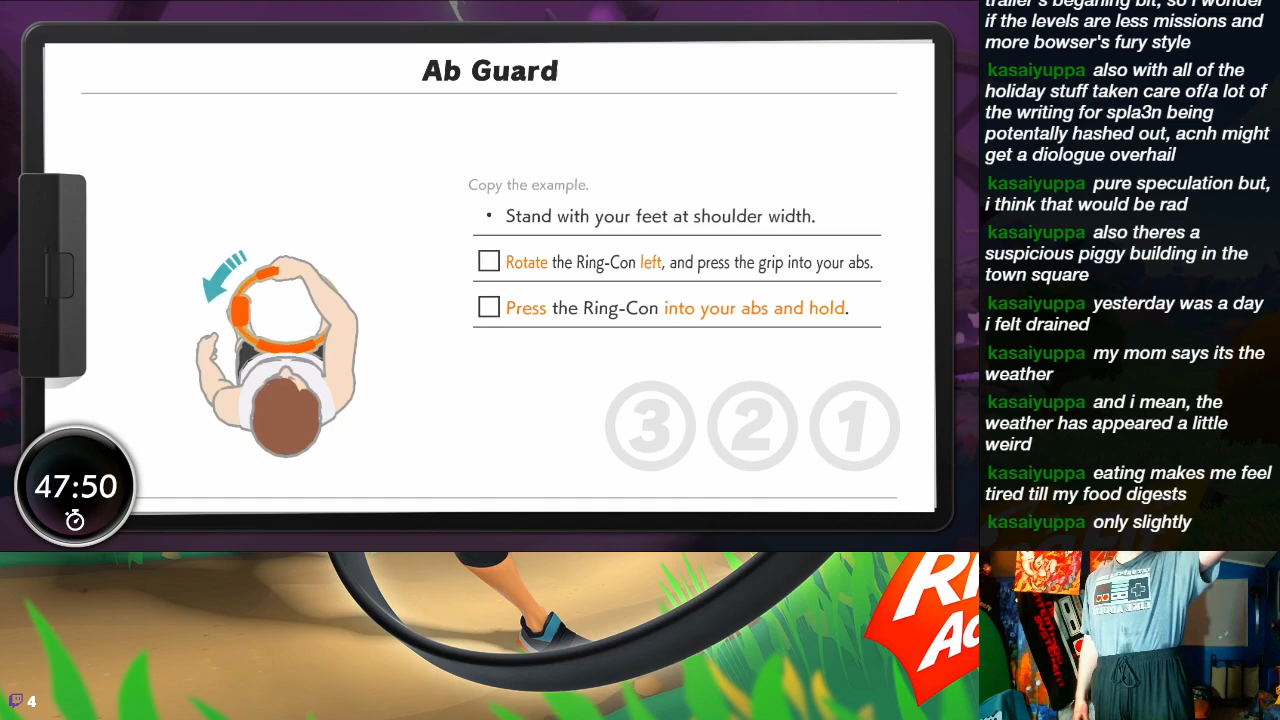 Ab Guard
Copy the example.
• Stand with your feet at shoulder width.
Rotate the Ring-Con left, and press the grip into your abs.
Press the Ring-Con into your abs and hold.
3 2 1
47:50
4
if the levels are less missions and
more bowser's fury style
kasaiyuppa also with all of the
holiday stuff taken care of/a lot of
the writing for spla3n being
potentally hashed out, acnh might
get a diologue overhail
kasaiyuppa pure speculation but,
i think that would be rad
kasaiyuppa also theres a
suspicious piggy building in the
town square
kasaiyuppa yesterday was a day
i felt drained
kasaiyuppa my mom says its the
weather
kasaiyuppa and i mean, the
weather has appeared a little
weird
kasaiyuppa eating makes me feel
tired till my food digests
kasaiyuppa only slightly